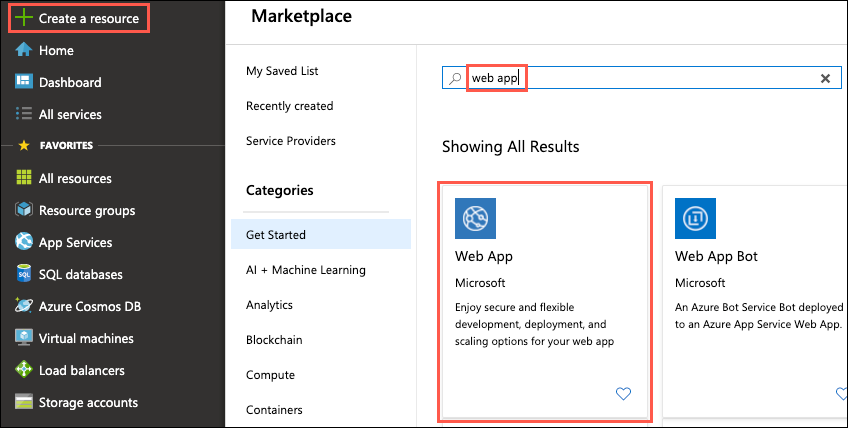 Create a resource
Home
Dashboard
All services
FAVORITES
All resources
Resource groups
App Services
SQL databases
Azure Cosmos DB
Virtual machines
Load balancers
Storage accounts
Marketplace
My Saved List
Recently created
Service Providers
Categories
Get Started
AI + Machine Learning
Analytics
Blockchain
Compute
Containers
web app
Showing All Results
Web App
Microsoft
Enjoy secure and flexible
development, deployment, and
scaling options for your web app
Web App Bot
Microsoft
An Azure Bot Service Bot deployed
to an Azure App Service Web App.